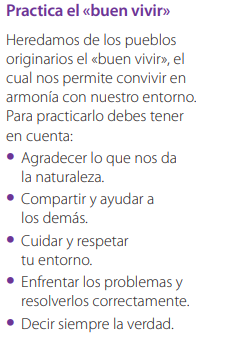 Practica el «buen vivir»
Heredamos de los pueblos
originarios el «buen vivir», el
cual nos permite convivir en
armonía con nuestro entorno.
Para practicarlo debes tener
en cuenta:
• Agradecer lo que nos da
la naturaleza.
• Compartir y ayudar a
los demás.
• Cuidar y respetar
tu entorno.
• Enfrentar los problemas y
resolverlos correctamente.
• Decir siempre la verdad.